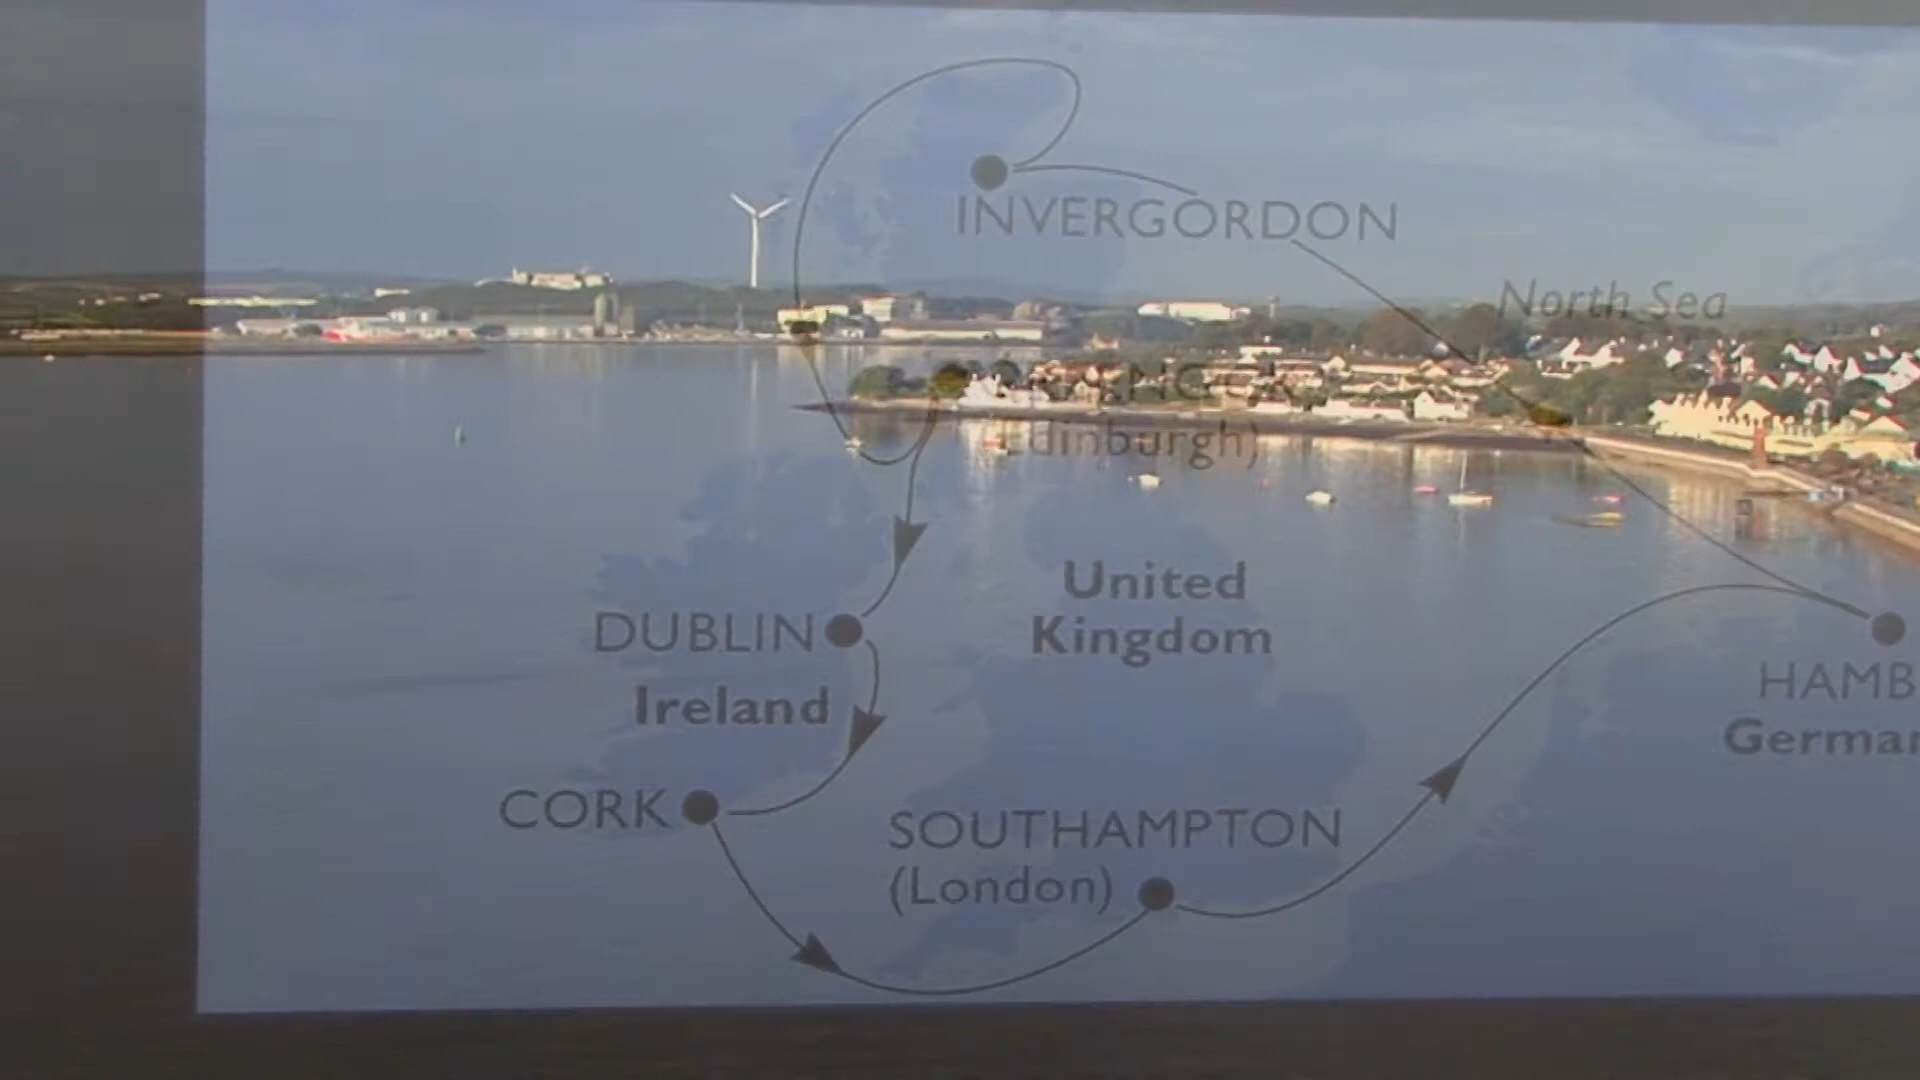 INVERGORDON
North Sea
(Edinburgh)
United
Kingdom
DUBLIN
Ireland
HAMB
German
CORK
SOUTHAMPTON
(London)